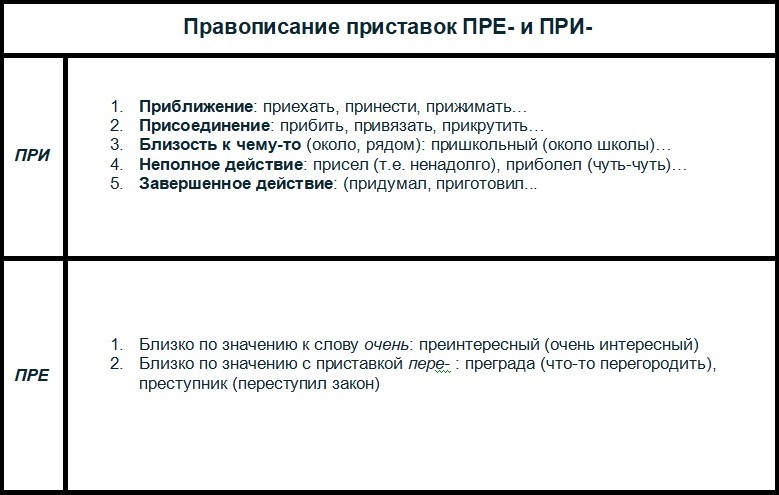 Правописание приставок ПРЕ- и ПРИ-
ПРИ
1. Приближение: приехать, принести, прижимать…
2. Присоединение: прибить, привязать, прикрутить…
3. Близость к чему-то (около, рядом): пришкольный (около школы)…
4. Неполное действие: присел (т.е. ненадолго), приболел (чуть-чуть)…
5. Завершенное действие: (придумал, приготовил...
ПРЕ
1. Близко по значению к слову очень: преинтересный (очень интересный)
2. Близко по значению с приставкой пере- : преграда (что-то перегородить),
преступник (переступил закон)